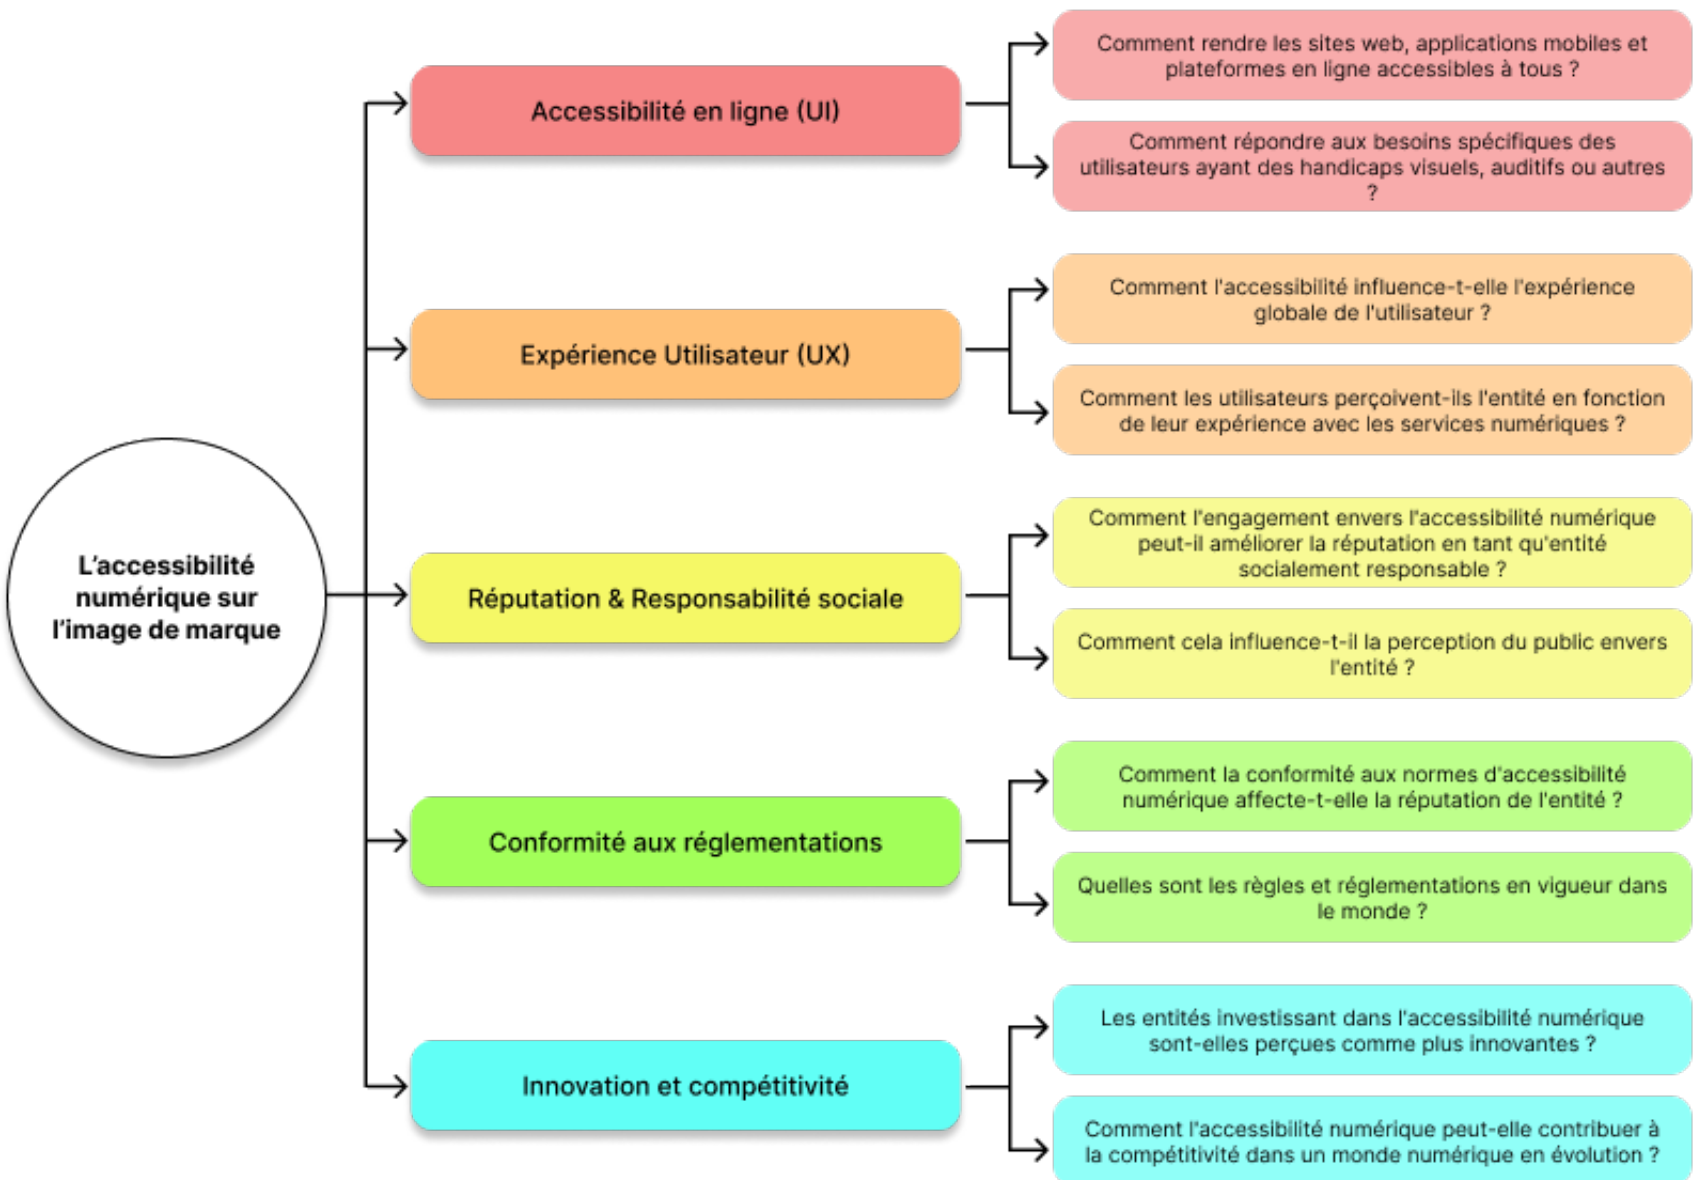 L’accessibilité
numérique sur
l’image de marque
Accessibilité en ligne (UI)
Comment rendre les sites web, applications mobiles et
plateformes en ligne accessibles à tous ?
Comment répondre aux besoins spécifiques des
utilisateurs ayant des handicaps visuels, auditifs ou autres
?
Expérience Utilisateur (UX)
Comment l'accessibilité influence-t-elle l'expérience
globale de l'utilisateur ?
Comment les utilisateurs perçoivent-ils l'entité en fonction
de leur expérience avec les services numériques ?
Réputation & Responsabilité sociale
Comment l'engagement envers l'accessibilité numérique
peut-il améliorer la réputation en tant qu'entité
socialement responsable ?
Comment cela influence-t-il la perception du public envers
l'entité ?
Conformité aux réglementations
Comment la conformité aux normes d'accessibilité
numérique affecte-t-elle la réputation de l'entité ?
Quelles sont les règles et réglementations en vigueur dans
le monde ?
Innovation et compétitivité
Les entités investissant dans l'accessibilité numérique
sont-elles perçues comme plus innovantes ?
Comment l'accessibilité numérique peut-elle contribuer à
la compétitivité dans un monde numérique en évolution ?